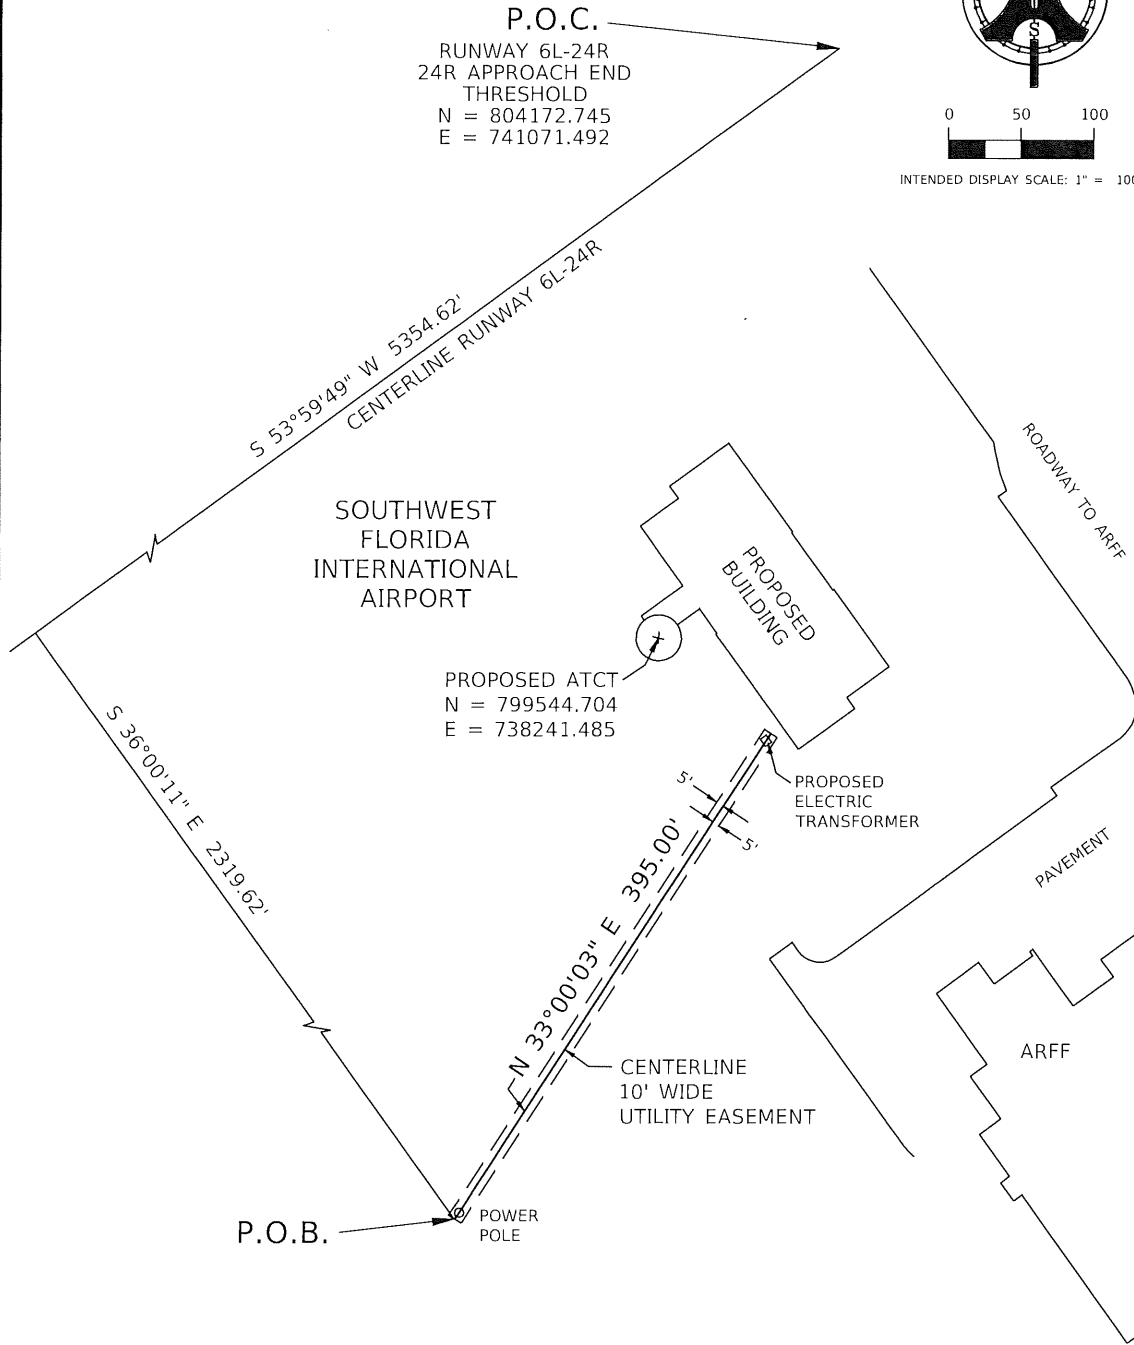 P.O.C.
RUNWAY 6L-24R
24R APPROACH END
THRESHOLD
N = 804172.745
E = 741071.492
S
0 50 100
INTENDED DISPLAY SCALE: 1" = 100
S 53°59'49" W 5354.62'
CENTERLINE RUNWAY 6L-24R
ROADWAY TO ARFF
SOUTHWEST
FLORIDA
INTERNATIONAL
AIRPORT
PROPOSED
BUILDING
PROPOSED ATCT
N = 799544.704
E = 738241.485
S 36°00'11" E 2319.62'
5'
5'
PROPOSED
ELECTRIC
TRANSFORMER
PAVEMENT
N 33°00'03" E 395.00'
ARFF
CENTERLINE
10' WIDE
UTILITY EASEMENT
P.O.B.
POWER
POLE